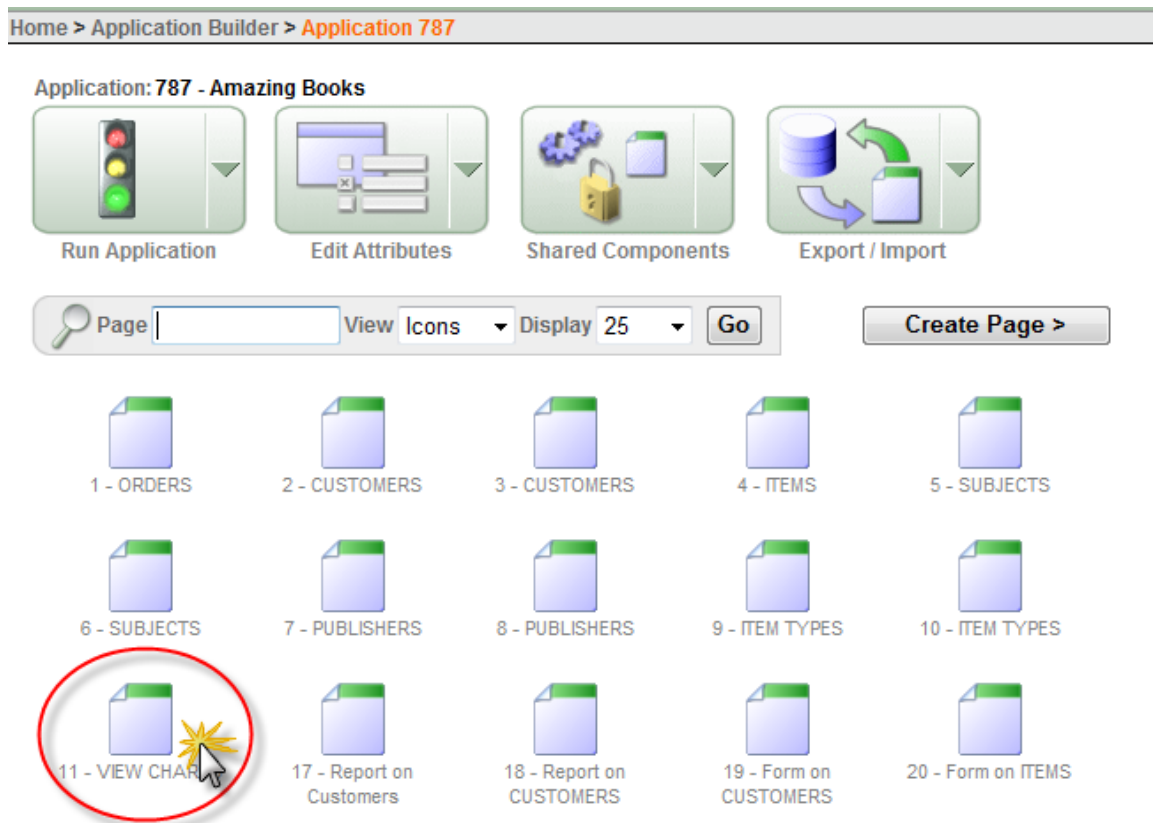 Home > Application Builder > Application 787
Application: 787 - Amazing Books
Run Application
Edit Attributes
Shared Components
Export / Import
Page View Icons Display 25 Go Create Page >
1 - ORDERS
2 - CUSTOMERS
3 - CUSTOMERS
4 - ITEMS
5 - SUBJECTS
6 - SUBJECTS
7 - PUBLISHERS
8 - PUBLISHERS
9 - ITEM TYPES
10 - ITEM TYPES
11 - VIEW
17 - Report on
Customers
18 - Report on
CUSTOMERS
19 - Form on
CUSTOMERS
20 - Form on ITEMS